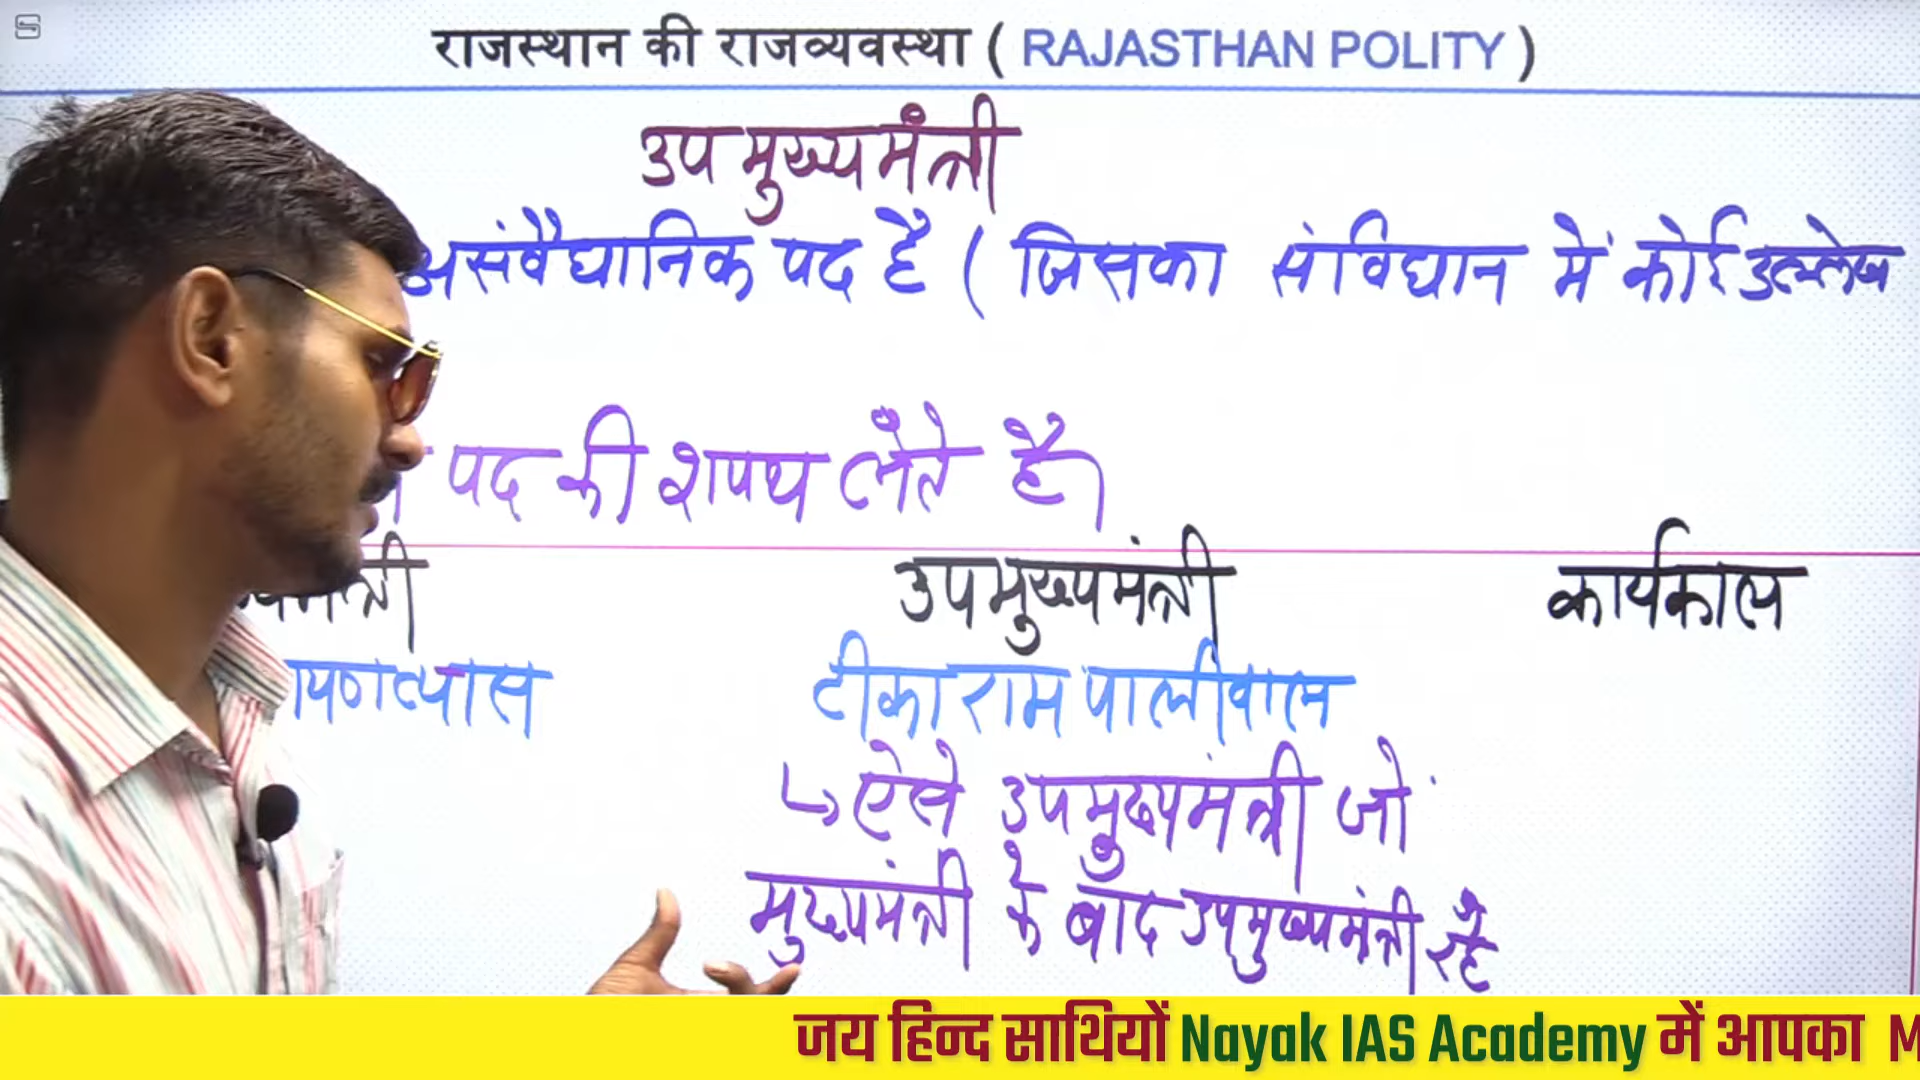 राजस्थान की राजव्यवस्था ( RAJASTHAN POLITY )
उपमुख्यमंत्री
असंवैधानिक पद है ( जिसका संविधान में कोई उल्लेख
पद की शपथ लेते है।
उपमुख्यमंत्री कार्यकाल
टीकाराम पालीवाल
↳ ऐसे उपमुख्यमंत्री जो
मुख्यमंत्री के बाद उपमुख्यमंत्री रहे
जय हिन्द साथियों Nayak IAS Academy में आपका